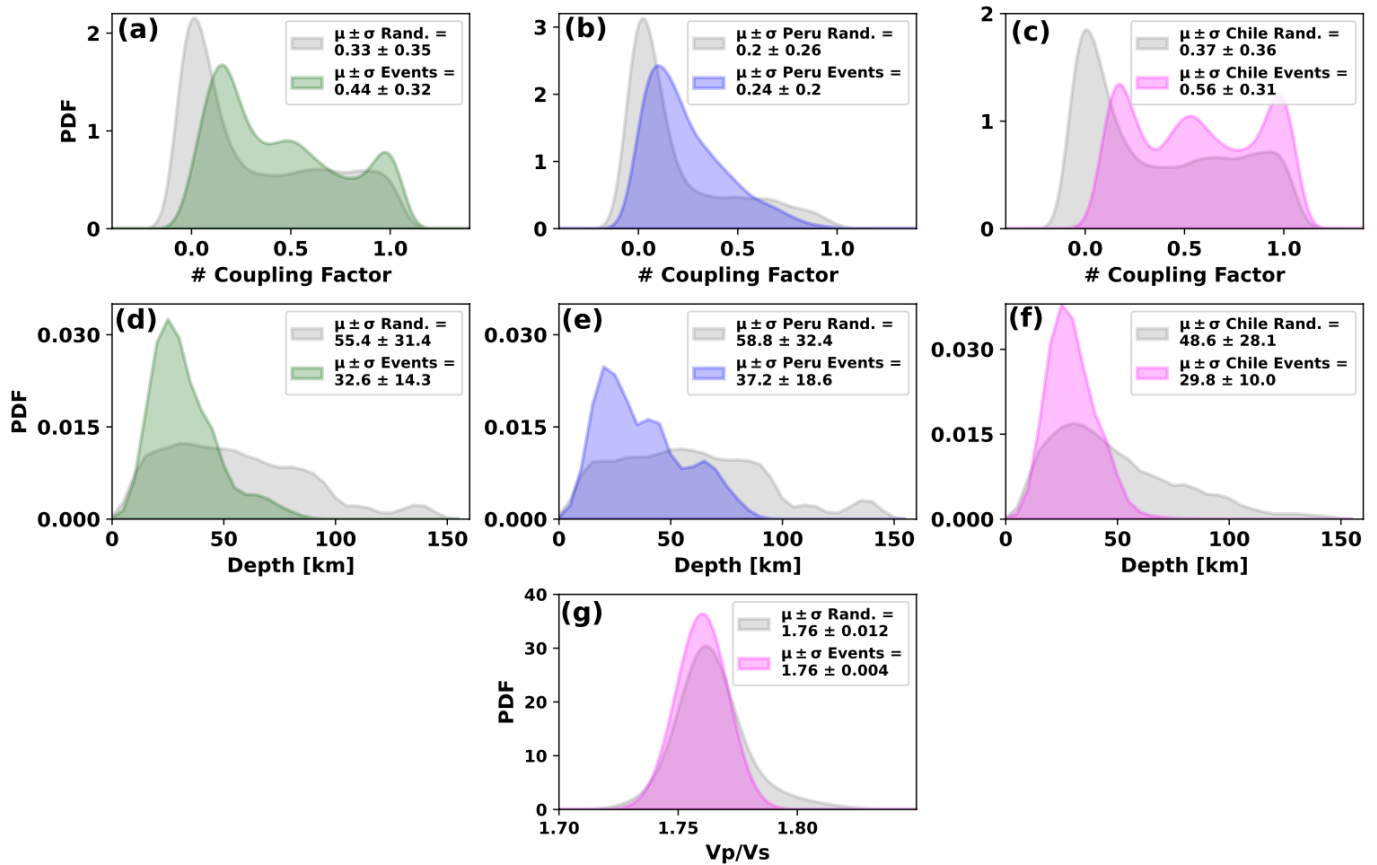 (a)
μ ± σ Rand. =
0.33 ± 0.35
μ ± σ Events =
0.44 ± 0.32
2
1
0
PDF
0.0 0.5 1.0
# Coupling Factor
(b)
μ ± σ Peru Rand. =
0.2 ± 0.26
μ ± σ Peru Events =
0.24 ± 0.2
3
2
1
0
0.0 0.5 1.0
# Coupling Factor
(c)
μ ± σ Chile Rand. =
0.37 ± 0.36
μ ± σ Chile Events =
0.56 ± 0.31
2
1
0
0.0 0.5 1.0
# Coupling Factor
(d)
μ ± σ Rand. =
55.4 ± 31.4
μ ± σ Events =
32.6 ± 14.3
0.030
0.015
0.000
PDF
0 50 100 150
Depth [km]
(e)
μ ± σ Peru Rand. =
58.8 ± 32.4
μ ± σ Peru Events =
37.2 ± 18.6
0.030
0.015
0.000
0 50 100 150
Depth [km]
(f)
μ ± σ Chile Rand. =
48.6 ± 28.1
μ ± σ Chile Events =
29.8 ± 10.0
0.030
0.015
0.000
0 50 100 150
Depth [km]
(g)
μ ± σ Rand. =
1.76 ± 0.012
μ ± σ Events =
1.76 ± 0.004
40
30
20
10
0
PDF
1.70 1.75 1.80
Vp/Vs